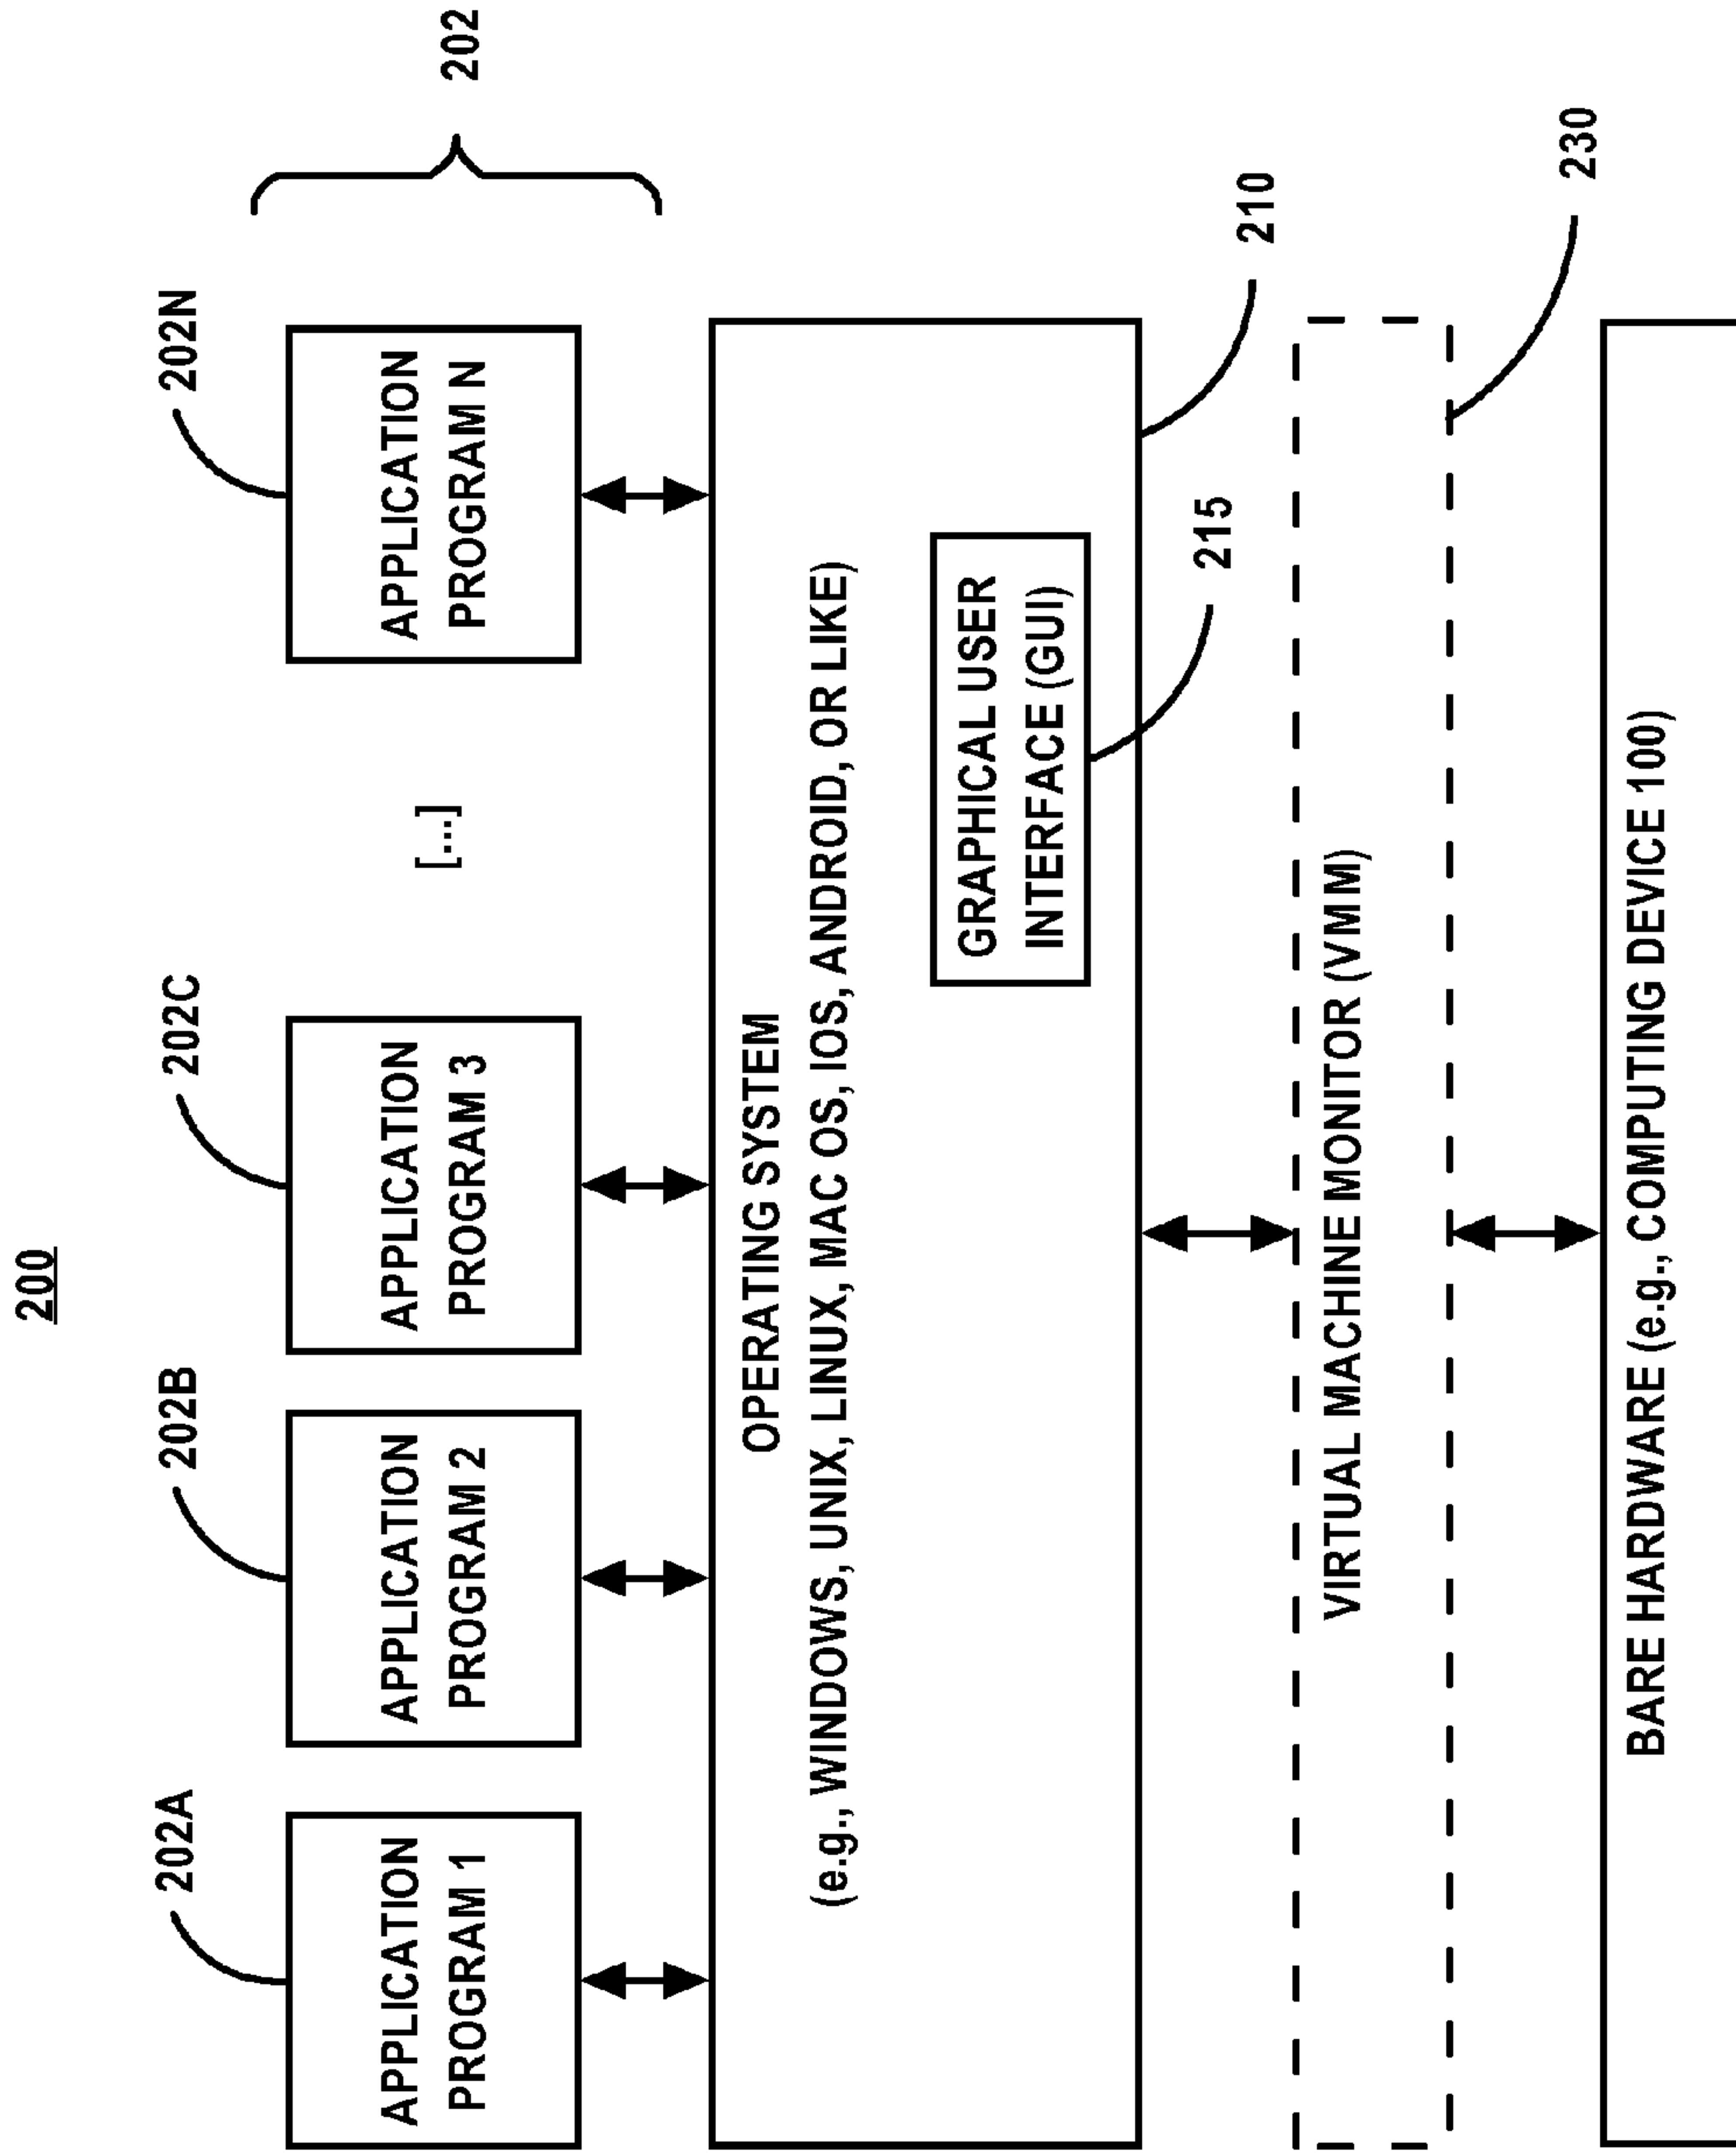 200
202A
202B
202C
202N
202
APPLICATION
PROGRAM 1
APPLICATION
PROGRAM 2
APPLICATION
PROGRAM 3
[...]
APPLICATION
PROGRAM N
OPERATING SYSTEM
(e.g., WINDOWS, UNIX, LINUX, MAC OS, IOS, ANDROID, OR LIKE)
GRAPHICAL USER
INTERFACE (GUI)
215
210
VIRTUAL MACHINE MONITOR (VMM)
230
BARE HARDWARE (e.g., COMPUTING DEVICE 100)